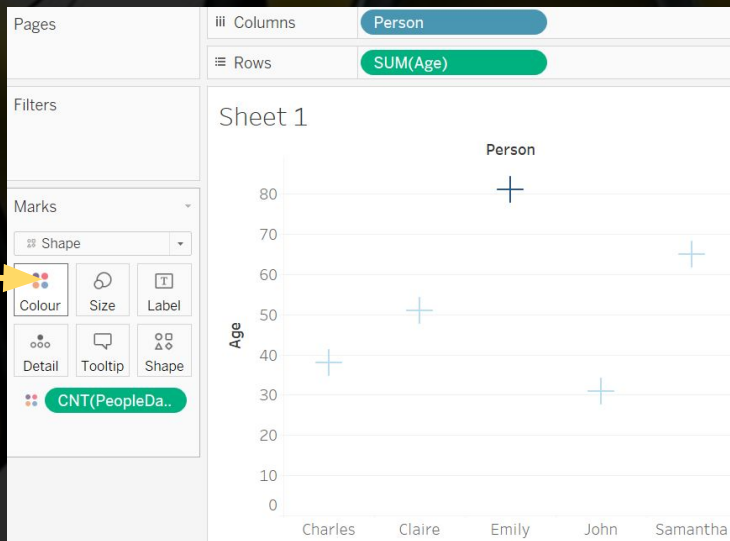 Pages
iii Columns
Person
Rows
SUM(Age)
Filters
Sheet 1
Person
Marks
Shape
Colour
Size
Label
Detail
Tooltip
Shape
CNT(PeopleDa..
Age
80
70
60
50
40
30
20
10
0
Charles
Claire
Emily
John
Samantha